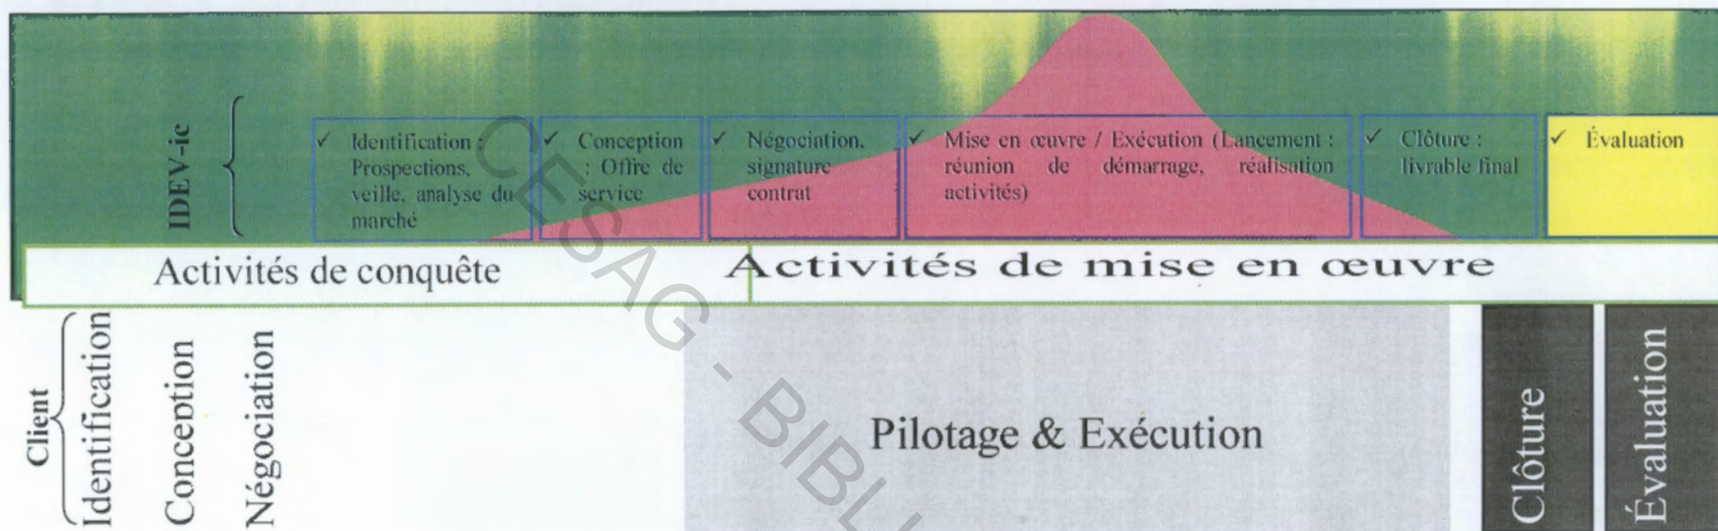 IDEV-ic
✓ Identification :
Prospections,
veille, analyse du
marché
✓ Conception
: Offre de
service
✓ Négociation,
signature
contrat
✓ Mise en œuvre / Exécution (Lancement :
réunion de démarrage, réalisation
activités)
✓ Clôture :
livrable final
✓ Évaluation
Activités de conquête
Activités de mise en œuvre
Client
Identification
Conception
Négociation
Pilotage & Exécution
Clôture
Évaluation
CESAG - BIBLI